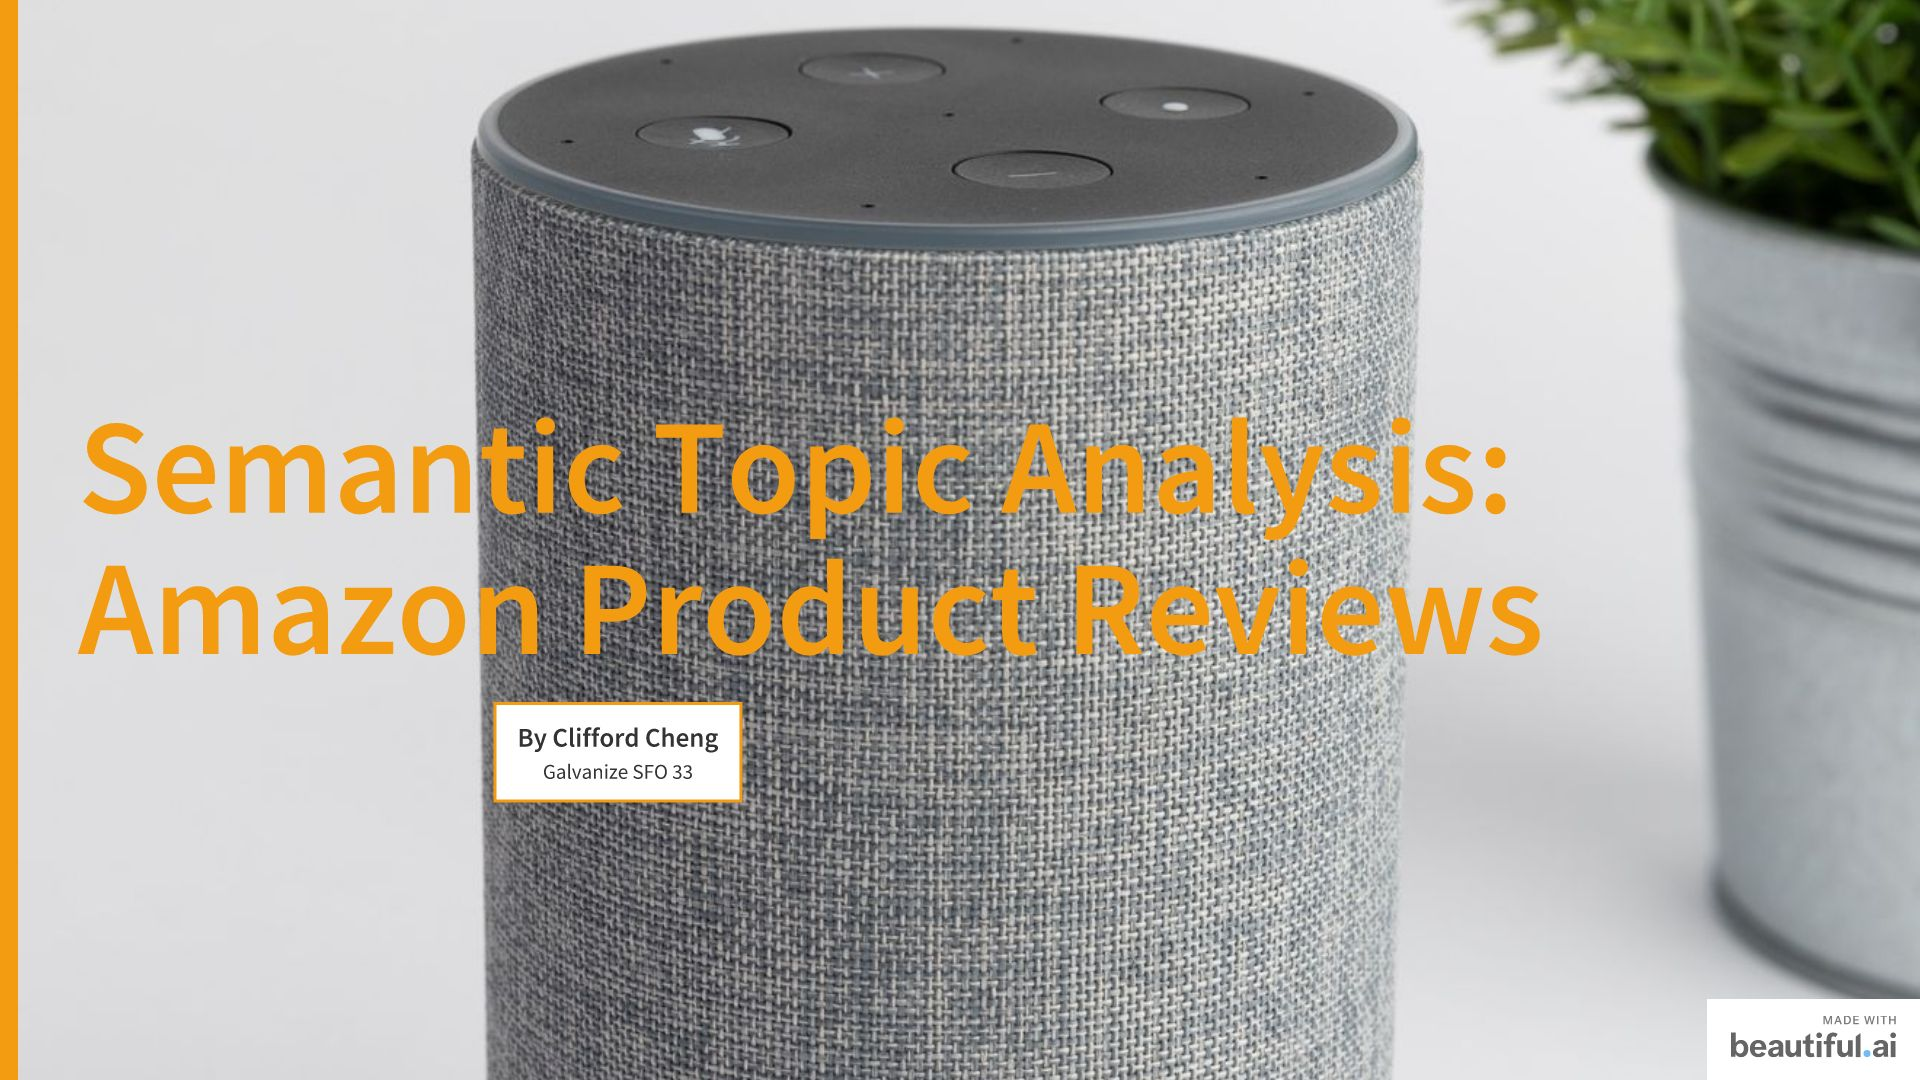 Semantic Topic Analysis:
Amazon Product Reviews
By Clifford Cheng
Galvanize SFO 33
MADE WITH
beautiful.ai